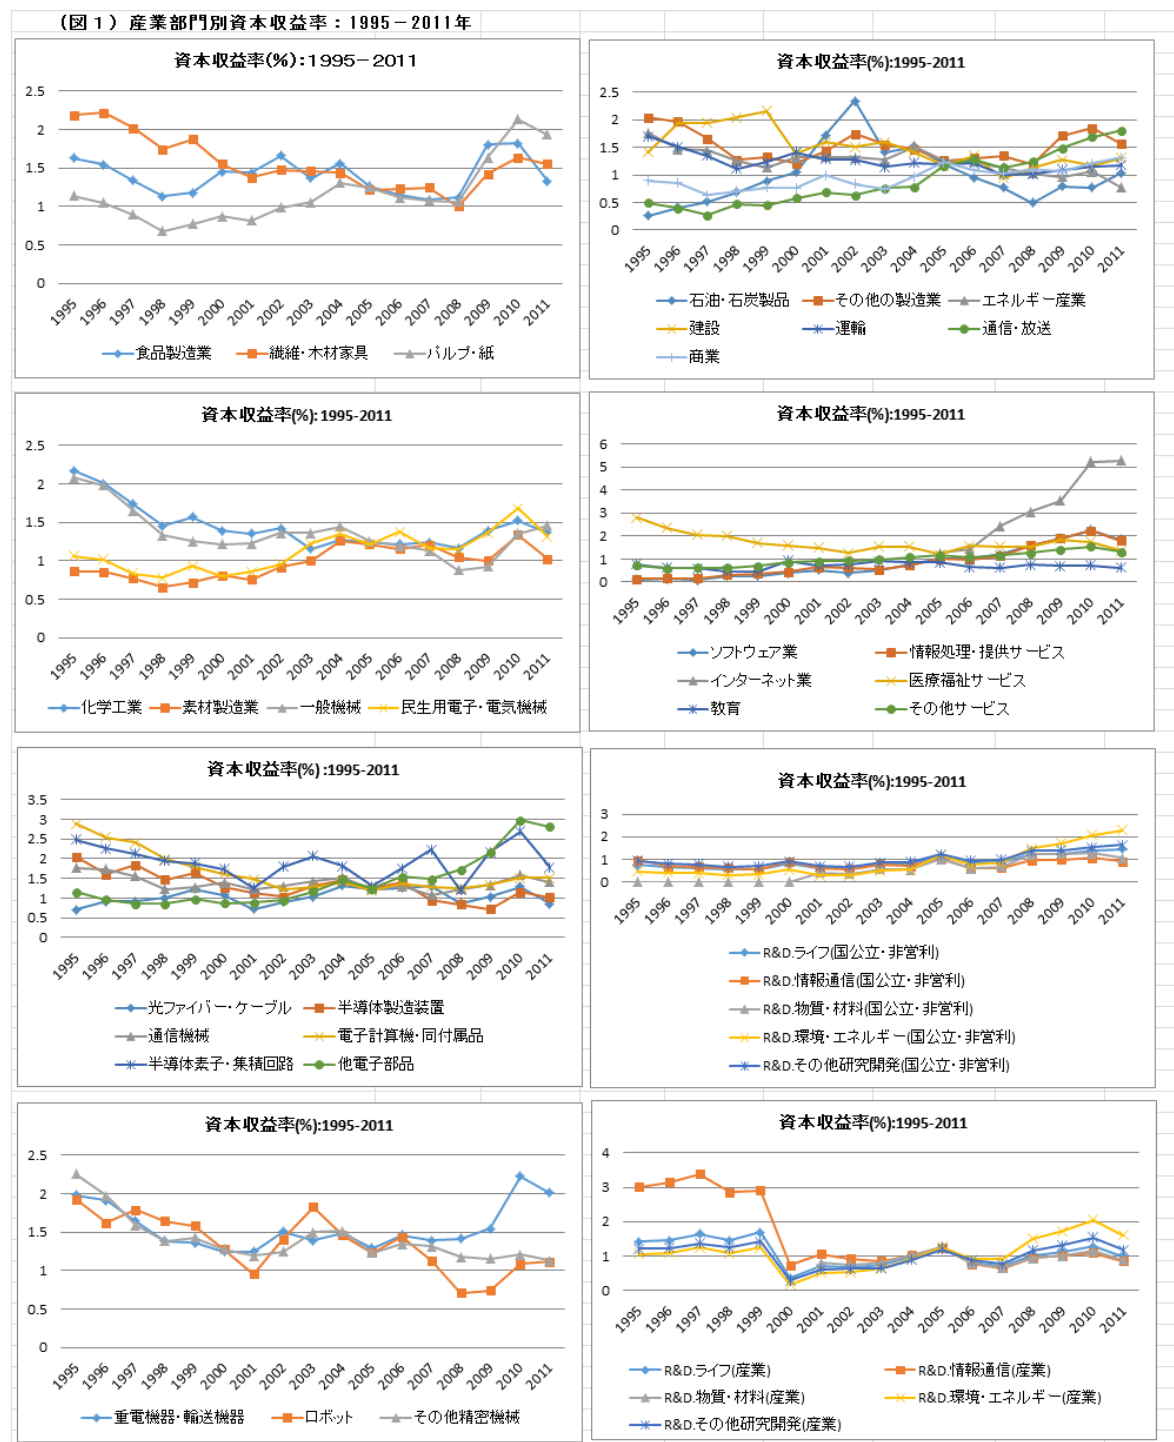 (図１) 産業部門別資本収益率：1995－2011年
資本収益率(%):1995－2011
2.5
2
1.5
1
0.5
0
1995 1996 1997 1998 1999 2000 2001 2002 2003 2004 2005 2006 2007 2008 2009 2010 2011
食品製造業 繊維・木材家具 パルプ・紙
資本収益率(%):1995-2011
2.5
2
1.5
1
0.5
0
1995 1996 1997 1998 1999 2000 2001 2002 2003 2004 2005 2006 2007 2008 2009 2010 2011
石油・石炭製品 その他の製造業 エネルギー産業
建設 運輸 通信・放送
商業
資本収益率(%):1995-2011
2.5
2
1.5
1
0.5
0
1995 1996 1997 1998 1999 2000 2001 2002 2003 2004 2005 2006 2007 2008 2009 2010 2011
化学工業 素材製造業 一般機械 民生用電子・電気機械
資本収益率(%):1995-2011
6
5
4
3
2
1
0
1995 1996 1997 1998 1999 2000 2001 2002 2003 2004 2005 2006 2007 2008 2009 2010 2011
ソフトウェア業 情報処理・提供サービス
インターネット業 医療福祉サービス
教育 その他サービス
資本収益率(%) :1995-2011
3.5
3
2.5
2
1.5
1
0.5
0
1995 1996 1997 1998 1999 2000 2001 2002 2003 2004 2005 2006 2007 2008 2009 2010 2011
光ファイバー・ケーブル 半導体製造装置
通信機械 電子計算機・同付属品
半導体素子・集積回路 他電子部品
資本収益率(%):1995-2011
3
2
1
0
1995 1996 1997 1998 1999 2000 2001 2002 2003 2004 2005 2006 2007 2008 2009 2010 2011
R&D.ライフ(国公立・非営利)
R&D.情報通信(国公立・非営利)
R&D.物質・材料(国公立・非営利)
R&D.環境・エネルギー(国公立・非営利)
R&D.その他研究開発(国公立・非営利)
資本収益率(%):1995-2011
2.5
2
1.5
1
0.5
0
1995 1996 1997 1998 1999 2000 2001 2002 2003 2004 2005 2006 2007 2008 2009 2010 2011
重電機器・輸送機器 ロボット その他精密機械
資本収益率(%):1995-2011
4
3
2
1
0
1995 1996 1997 1998 1999 2000 2001 2002 2003 2004 2005 2006 2007 2008 2009 2010 2011
R&D.ライフ(産業) R&D.情報通信(産業)
R&D.物質・材料(産業) R&D.環境・エネルギー(産業)
R&D.その他研究開発(産業)